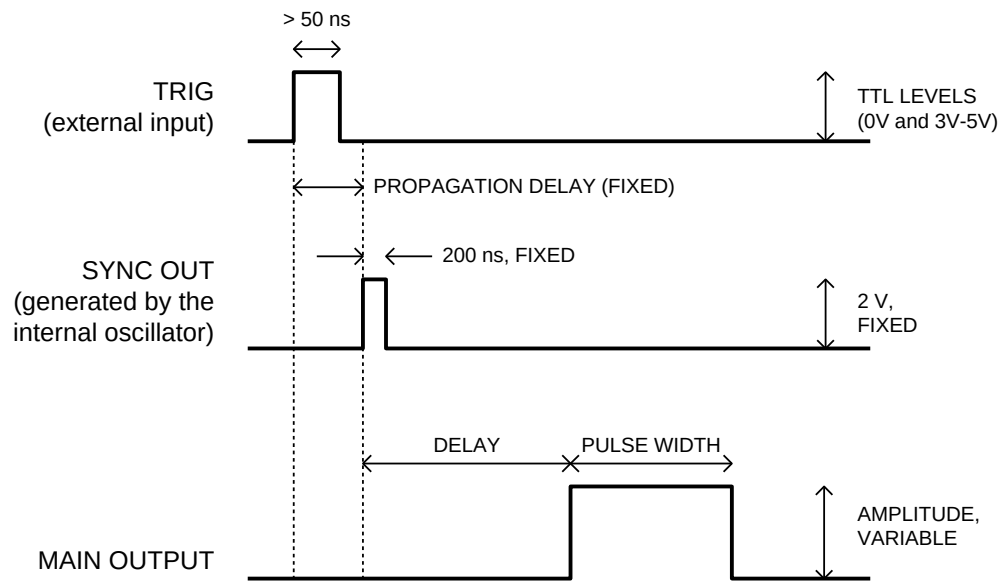 > 50 ns
TRIG
(external input)
TTL LEVELS
(0V and 3V-5V)
PROPAGATION DELAY (FIXED)
200 ns, FIXED
SYNC OUT
(generated by the
internal oscillator)
2 V,
FIXED
DELAY
PULSE WIDTH
AMPLITUDE,
VARIABLE
MAIN OUTPUT